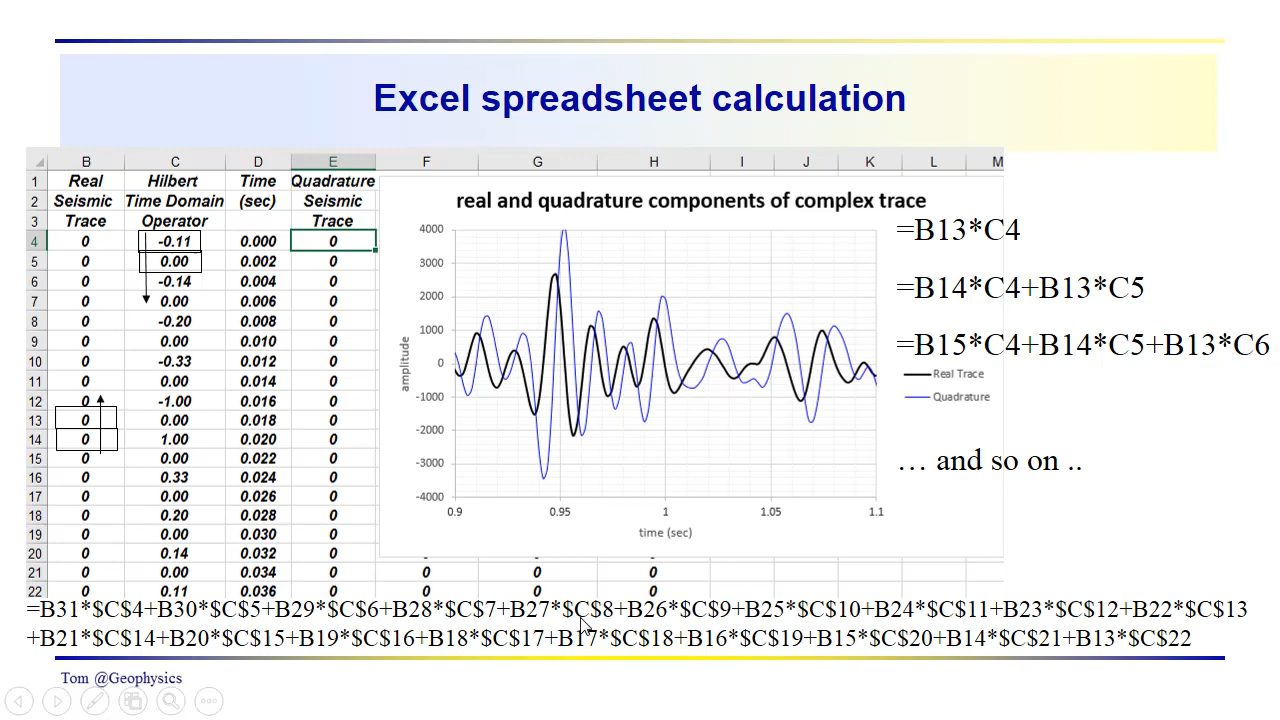 Excel spreadsheet calculation
B C D E F G H I J K L M
1 Real Hilbert Time Quadrature
2 Seismic Time Domain (sec) Seismic
3 Trace Operator Trace
4 0 -0.11 0.000 0
5 0 0.00 0.002 0
6 0 -0.14 0.004 0
7 0 0.00 0.006 0
8 0 -0.20 0.008 0
9 0 0.00 0.010 0
10 0 -0.33 0.012 0
11 0 0.00 0.014 0
12 0 -1.00 0.016 0
13 0 0.00 0.018 0
14 0 1.00 0.020 0
15 0 0.00 0.022 0
16 0 0.33 0.024 0
17 0 0.00 0.026 0
18 0 0.20 0.028 0
19 0 0.00 0.030 0
20 0 0.14 0.032 0
21 0 0.00 0.034 0 0 0 0
22 0 0.11 0.036 0 0 0 0
real and quadrature components of complex trace
4000
3000
2000
1000
0
-1000
-2000
-3000
-4000
amplitude
0.9 0.95 1 1.05 1.1
time (sec)
=B13*C4
=B14*C4+B13*C5
=B15*C4+B14*C5+B13*C6
Real Trace
Quadrature
… and so on ..
=B31*$C$4+B30*$C$5+B29*$C$6+B28*$C$7+B27*$C$8+B26*$C$9+B25*$C$10+B24*$C$11+B23*$C$12+B22*$C$13
+B21*$C$14+B20*$C$15+B19*$C$16+B18*$C$17+B17*$C$18+B16*$C$19+B15*$C$20+B14*$C$21+B13*$C$22
Tom @Geophysics